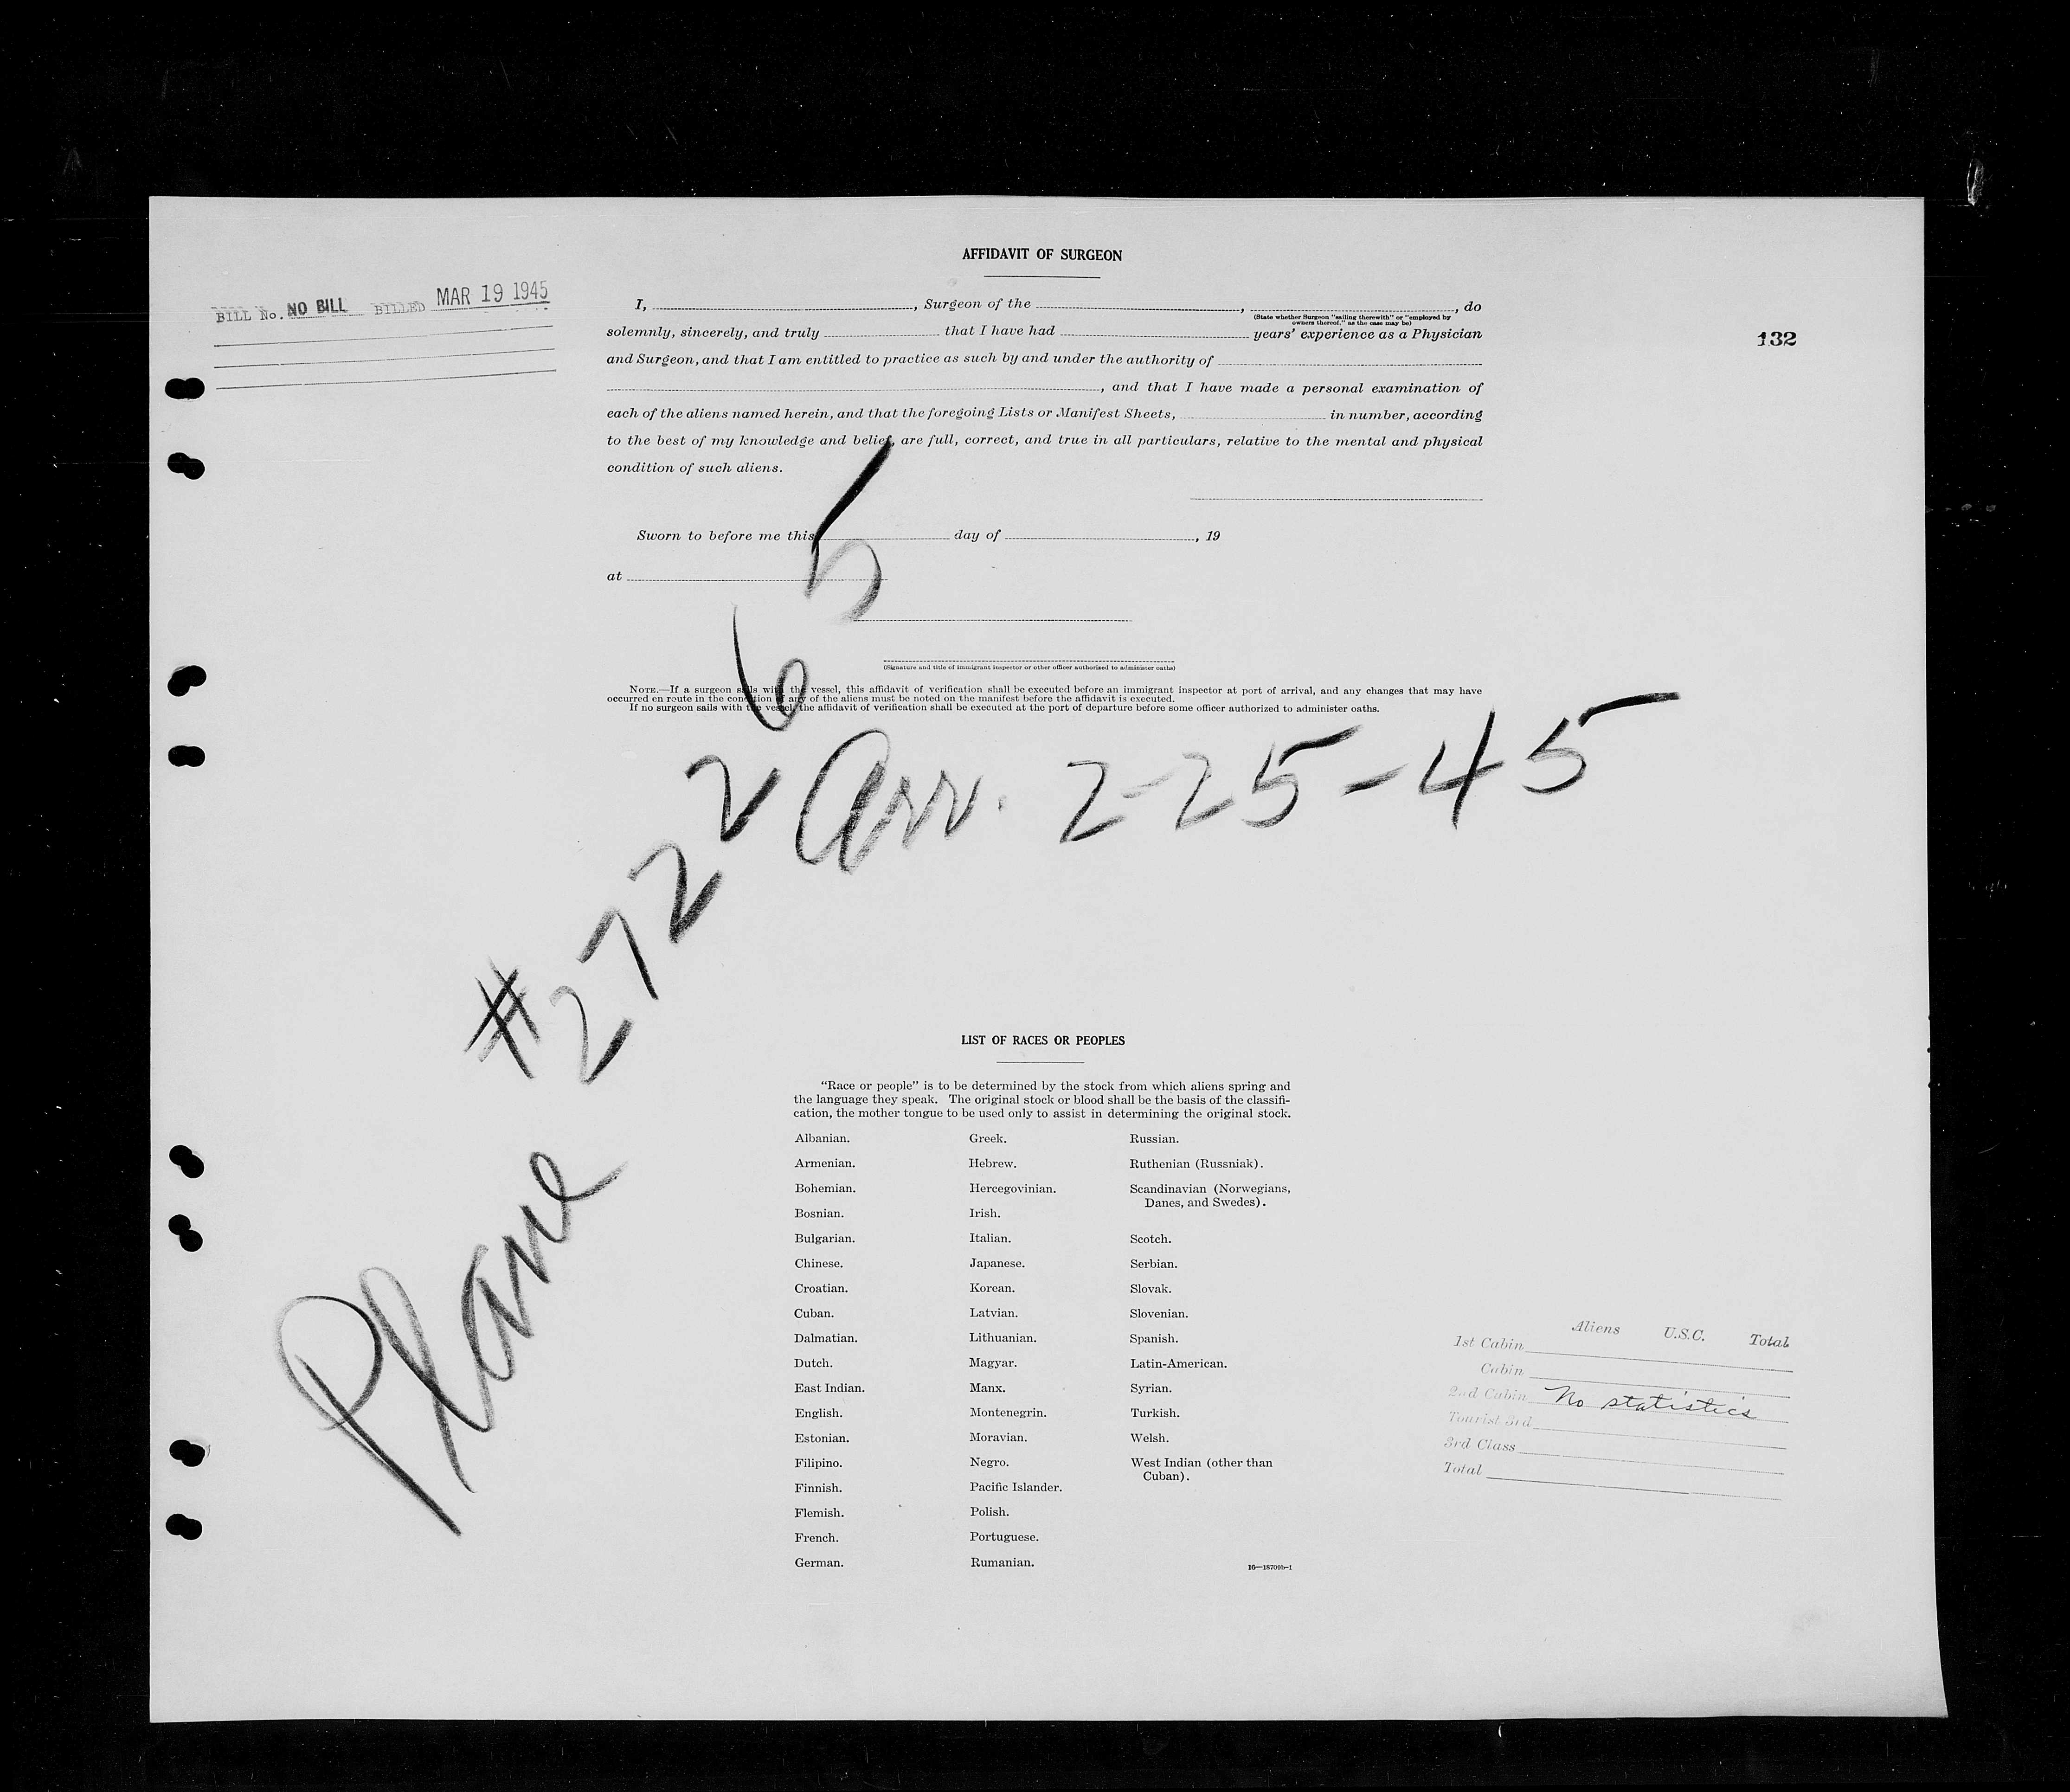 AFFIDAVIT OF SURGEON
BILL No. NO BILL BILLED MAR 19 1945
132
I, , Surgeon of the , , do
(State whether Surgeon "sailing therewith" or "employed by
owners thereof," as the case may be)
solemnly, sincerely, and truly that I have had years' experience as a Physician
and Surgeon, and that I am entitled to practice as such by and under the authority of
, and that I have made a personal examination of
each of the aliens named herein, and that the foregoing Lists or Manifest Sheets, in number, according
to the best of my knowledge and belief, are full, correct, and true in all particulars, relative to the mental and physical
condition of such aliens.
Sworn to before me this day of , 19
at
(Signature and title of immigrant inspector or other officer authorized to administer oaths)
NOTE.—If a surgeon sails with the vessel, this affidavit of verification shall be executed before an immigrant inspector at port of arrival, and any changes that may have
occurred en route in the condition of any of the aliens must be noted on the manifest before the affidavit is executed.
If no surgeon sails with the vessel, the affidavit of verification shall be executed at the port of departure before some officer authorized to administer oaths.
Plane #272265
Arr. 2-25-45
LIST OF RACES OR PEOPLES
"Race or people" is to be determined by the stock from which aliens spring and
the language they speak. The original stock or blood shall be the basis of the classifi-
cation, the mother tongue to be used only to assist in determining the original stock.
Albanian.
Armenian.
Bohemian.
Bosnian.
Bulgarian.
Chinese.
Croatian.
Cuban.
Dalmatian.
Dutch.
East Indian.
English.
Estonian.
Filipino.
Finnish.
Flemish.
French.
German.
Greek.
Hebrew.
Hercegovinian.
Irish.
Italian.
Japanese.
Korean.
Latvian.
Lithuanian.
Magyar.
Manx.
Montenegrin.
Moravian.
Negro.
Pacific Islander.
Polish.
Portuguese.
Rumanian.
Russian.
Ruthenian (Russniak).
Scandinavian (Norwegians,
Danes, and Swedes).
Scotch.
Serbian.
Slovak.
Slovenian.
Spanish.
Latin-American.
Syrian.
Turkish.
Welsh.
West Indian (other than
Cuban).
Aliens U.S.C. Total
1st Cabin
Cabin
2nd Cabin No statistics
Tourist 3rd
3rd Class
Total